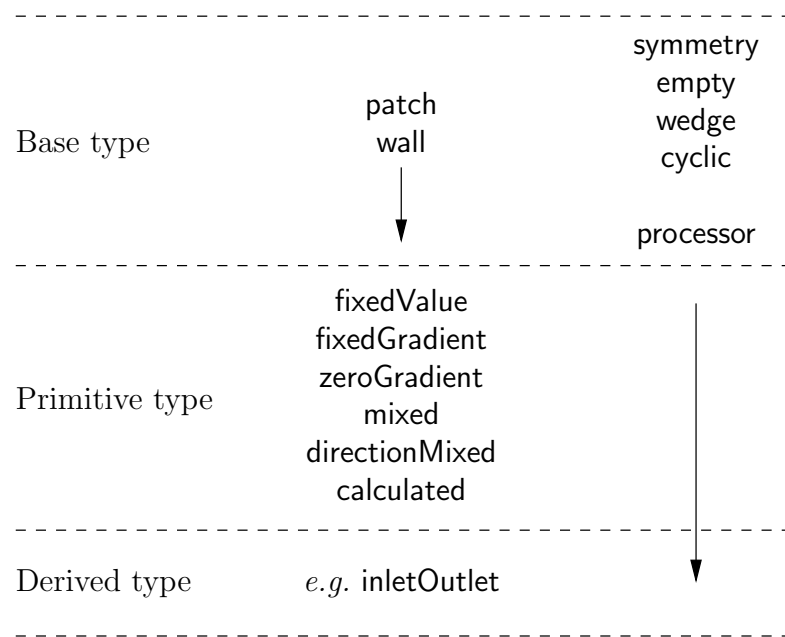 symmetry
empty
patch
wedge
Base type
wall
cyclic
processor
fixedValue
fixedGradient
zeroGradient
Primitive type
mixed
directionMixed
calculated
Derived type
e.g. inletOutlet